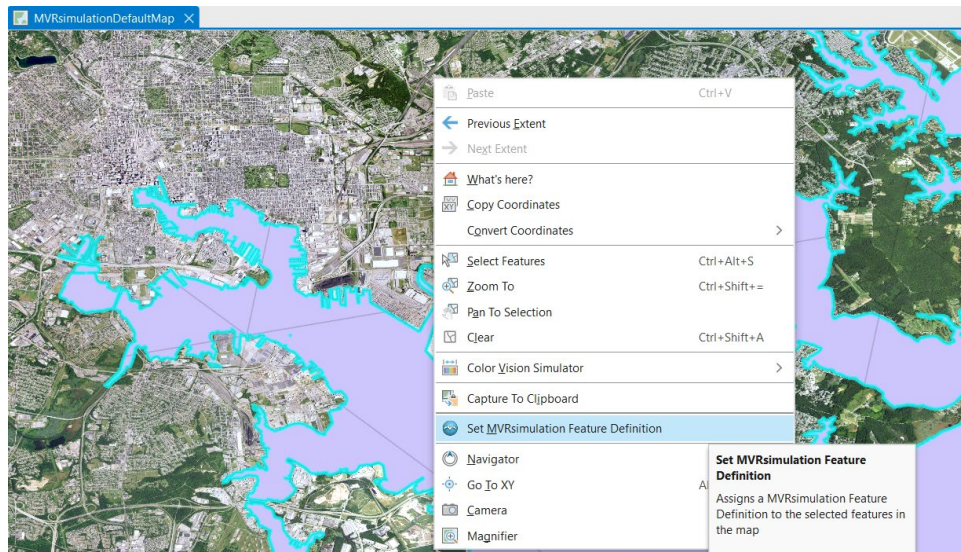 MVRsimulationDefaultMap
Paste Ctrl+V
Previous Extent
Next Extent
What's here?
Copy Coordinates
Convert Coordinates
Select Features Ctrl+Alt+S
Zoom To Ctrl+Shift+=
Pan To Selection
Clear Ctrl+Shift+A
Color Vision Simulator
Capture To Clipboard
Set MVRsimulation Feature Definition
Navigator
Set MVRsimulation Feature
Definition
Go To XY
Assigns a MVRsimulation Feature
Definition to the selected features in
the map
Camera
Magnifier